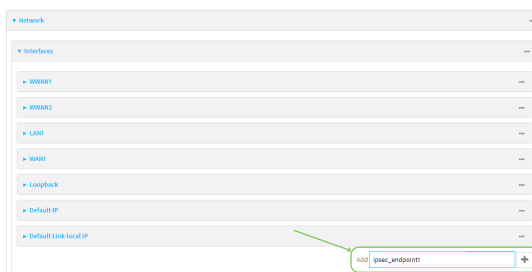 Network
Interfaces
WWAN1
WWAN2
LAN1
WAN1
Loopback
Default IP
Default Link-local IP
Add ipsec_endpoint1